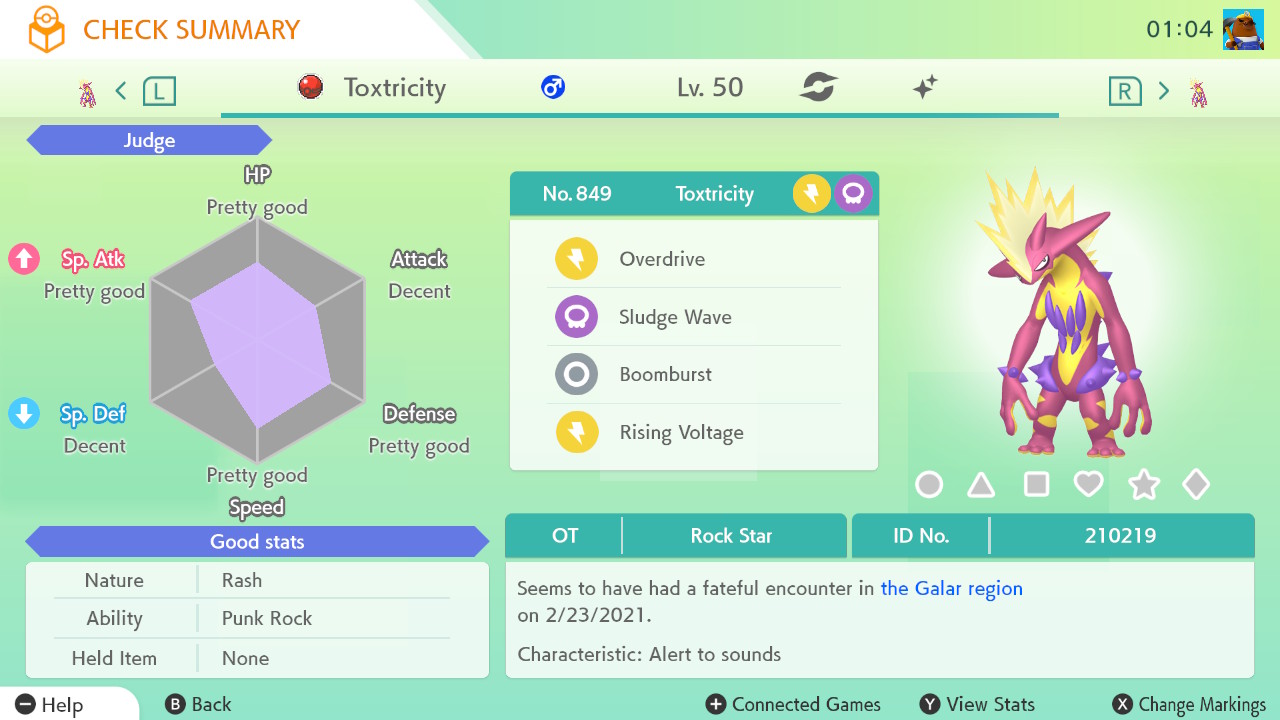 CHECK SUMMARY
01:04
L
Toxtricity
Lv. 50
R
Judge
HP
Pretty good
Sp. Atk
Pretty good
Attack
Decent
Sp. Def
Decent
Defense
Pretty good
Pretty good
Speed
Good stats
Nature Rash
Ability Punk Rock
Held Item None
No. 849 Toxtricity
Overdrive
Sludge Wave
Boomburst
Rising Voltage
OT Rock Star ID No. 210219
Seems to have had a fateful encounter in the Galar region
on 2/23/2021.
Characteristic: Alert to sounds
Help
B Back
Connected Games
Y View Stats
X Change Markings